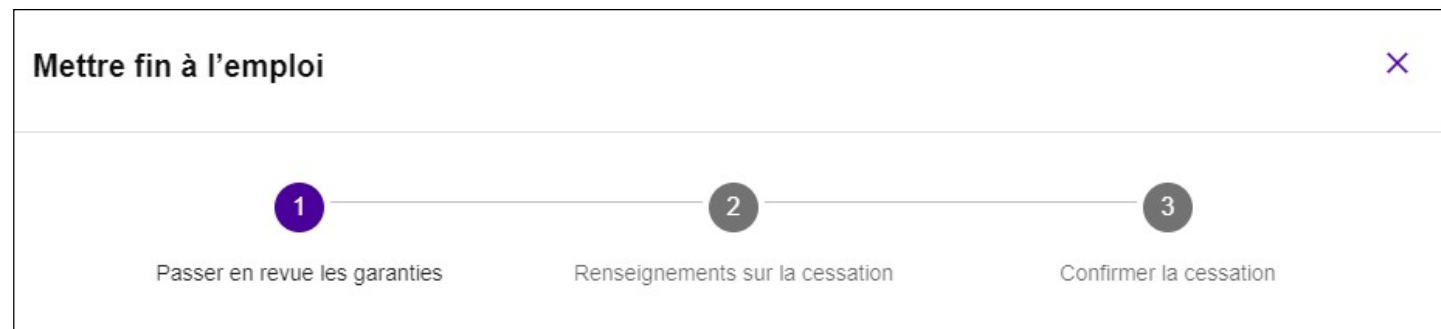 Mettre fin à l’emploi
1
2
3
Passer en revue les garanties
Renseignements sur la cessation
Confirmer la cessation